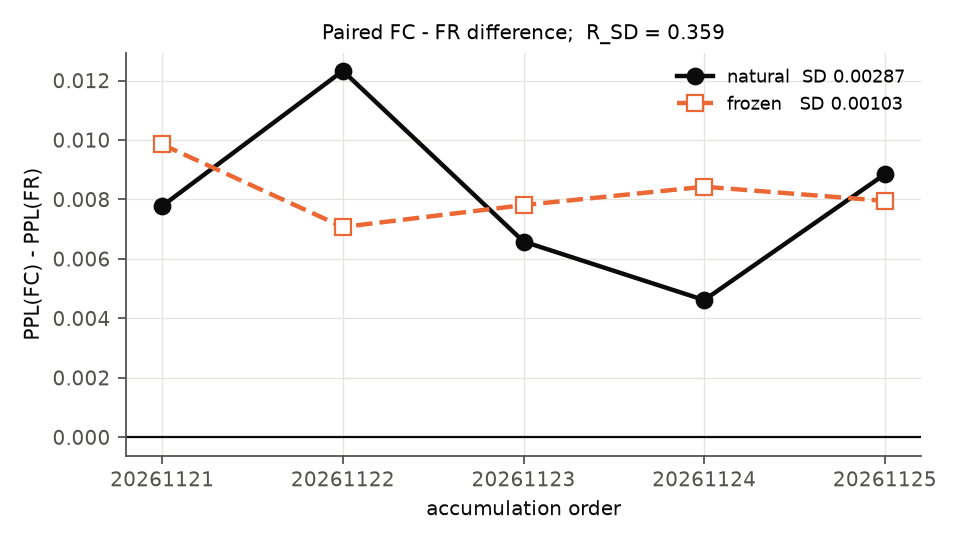 Paired FC - FR difference;  R_SD = 0.359
natural  SD 0.00287
frozen   SD 0.00103
PPL(FC) - PPL(FR)
0.012
0.010
0.008
0.006
0.004
0.002
0.000
20261121 20261122 20261123 20261124 20261125
accumulation order